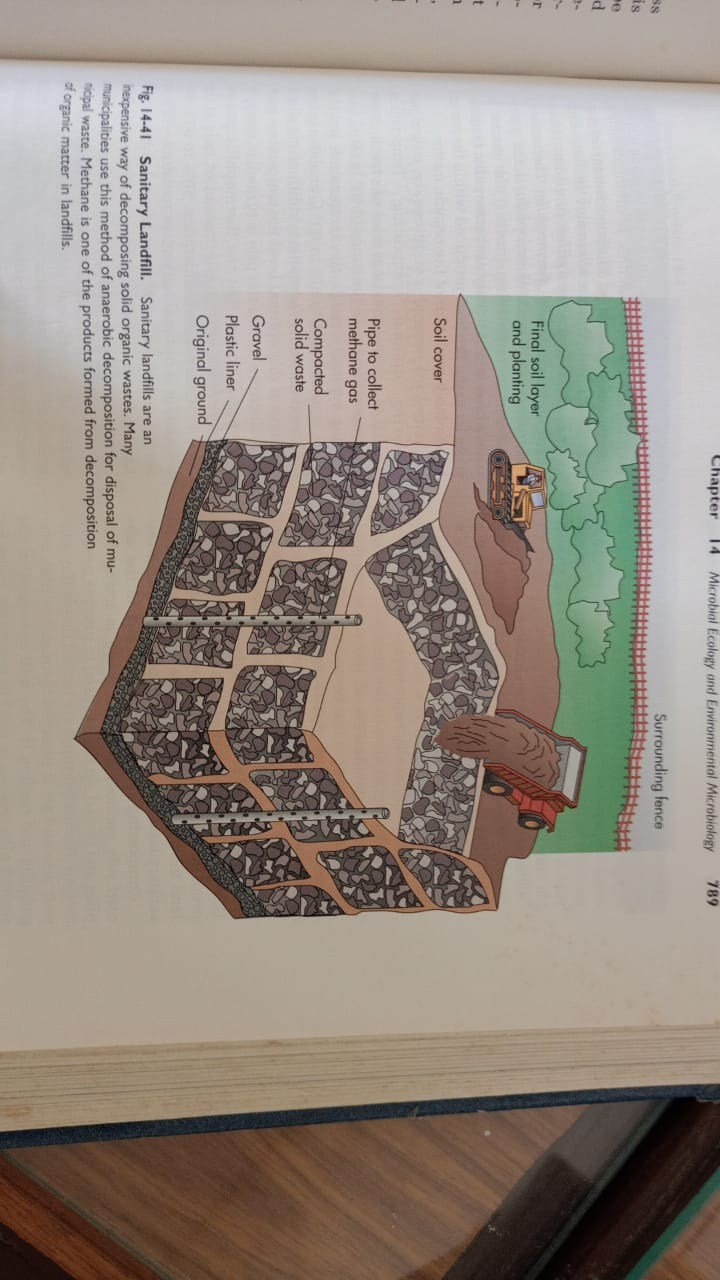 Chapter 14 Microbial Ecology and Environmental Microbiology 789
Surrounding fence
Final soil layer
and planting
Soil cover
Pipe to collect
methane gas
Compacted
solid waste
Gravel
Plastic liner
Original ground
Fig. 14-41 Sanitary Landfill. Sanitary landfills are an
inexpensive way of decomposing solid organic wastes. Many
municipalities use this method of anaerobic decomposition for disposal of mu-
nicipal waste. Methane is one of the products formed from decomposition
of organic matter in landfills.